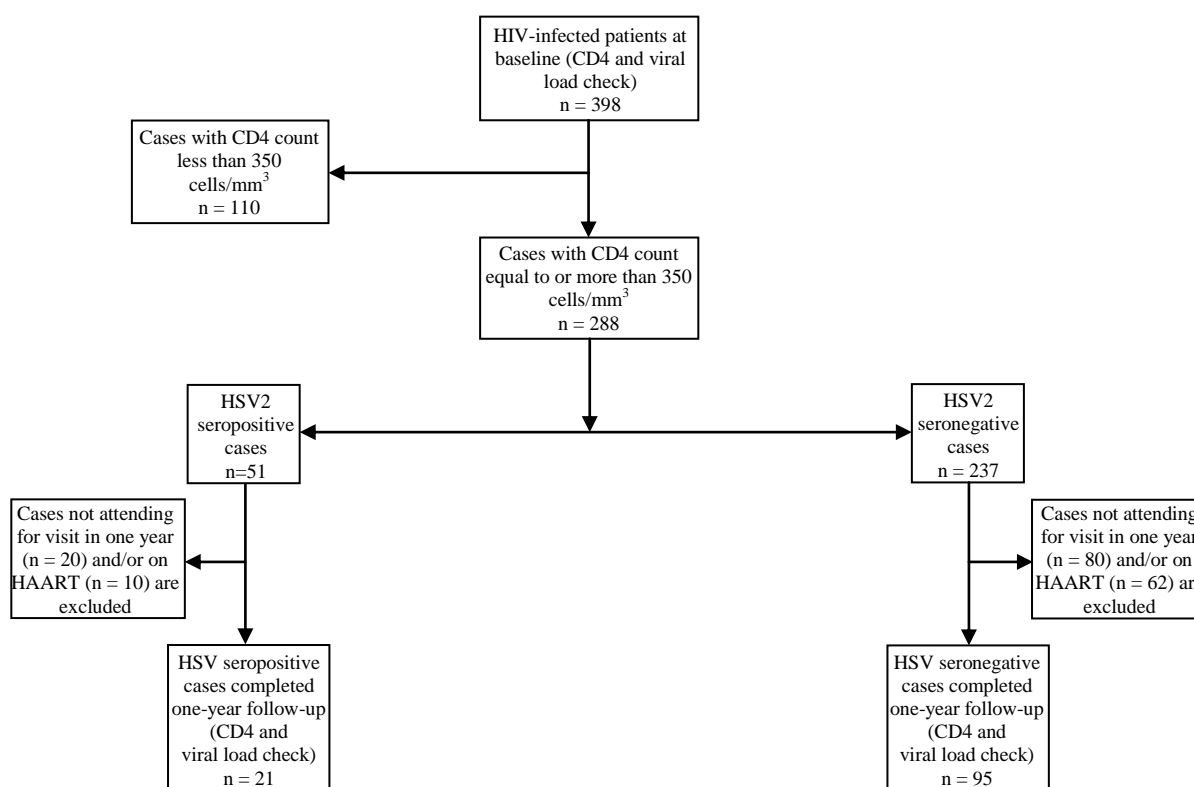 HIV-infected patients at
baseline (CD4 and viral
load check)
n = 398
Cases with CD4 count
less than 350
cells/mm³
n = 110
Cases with CD4 count
equal to or more than 350
cells/mm³
n = 288
HSV2
seropositive
cases
n=51
HSV2
seronegative
cases
n = 237
Cases not attending
for visit in one year
(n = 20) and/or on
HAART (n = 10) are
excluded
Cases not attending
for visit in one year
(n = 80) and/or on
HAART (n = 62) are
excluded
HSV seropositive
cases completed
one-year follow-up
(CD4 and
viral load check)
n = 21
HSV seronegative
cases completed
one-year follow-up
(CD4 and
viral load check)
n = 95